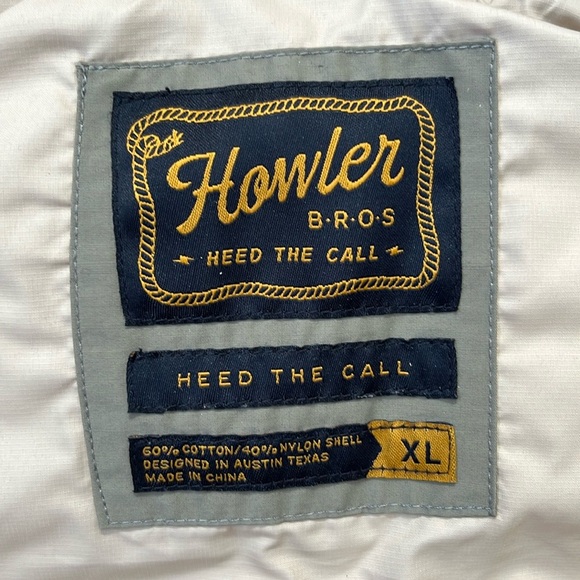 Howler
B·R·O·S
HEED THE CALL
HEED THE CALL
60% COTTON/40% NYLON SHELL
DESIGNED IN AUSTIN TEXAS
MADE IN CHINA
XL